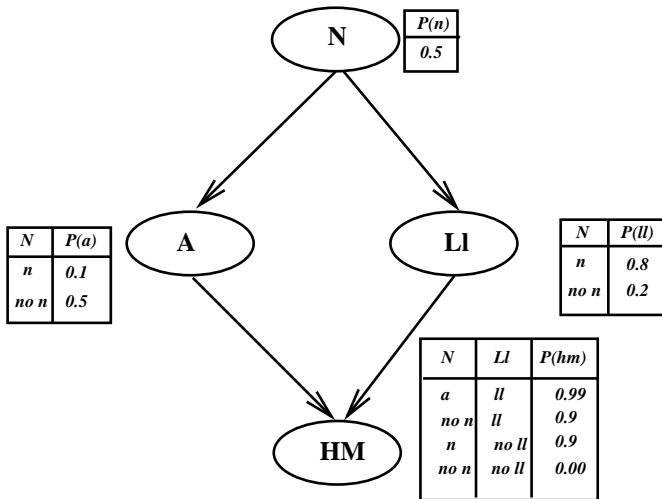 N
P(n)
0.5
A
Ll
N P(a)
n 0.1
no n 0.5
N P(ll)
n 0.8
no n 0.2
N Ll P(hm)
a ll 0.99
no n ll 0.9
n no ll 0.9
no n no ll 0.00
HM